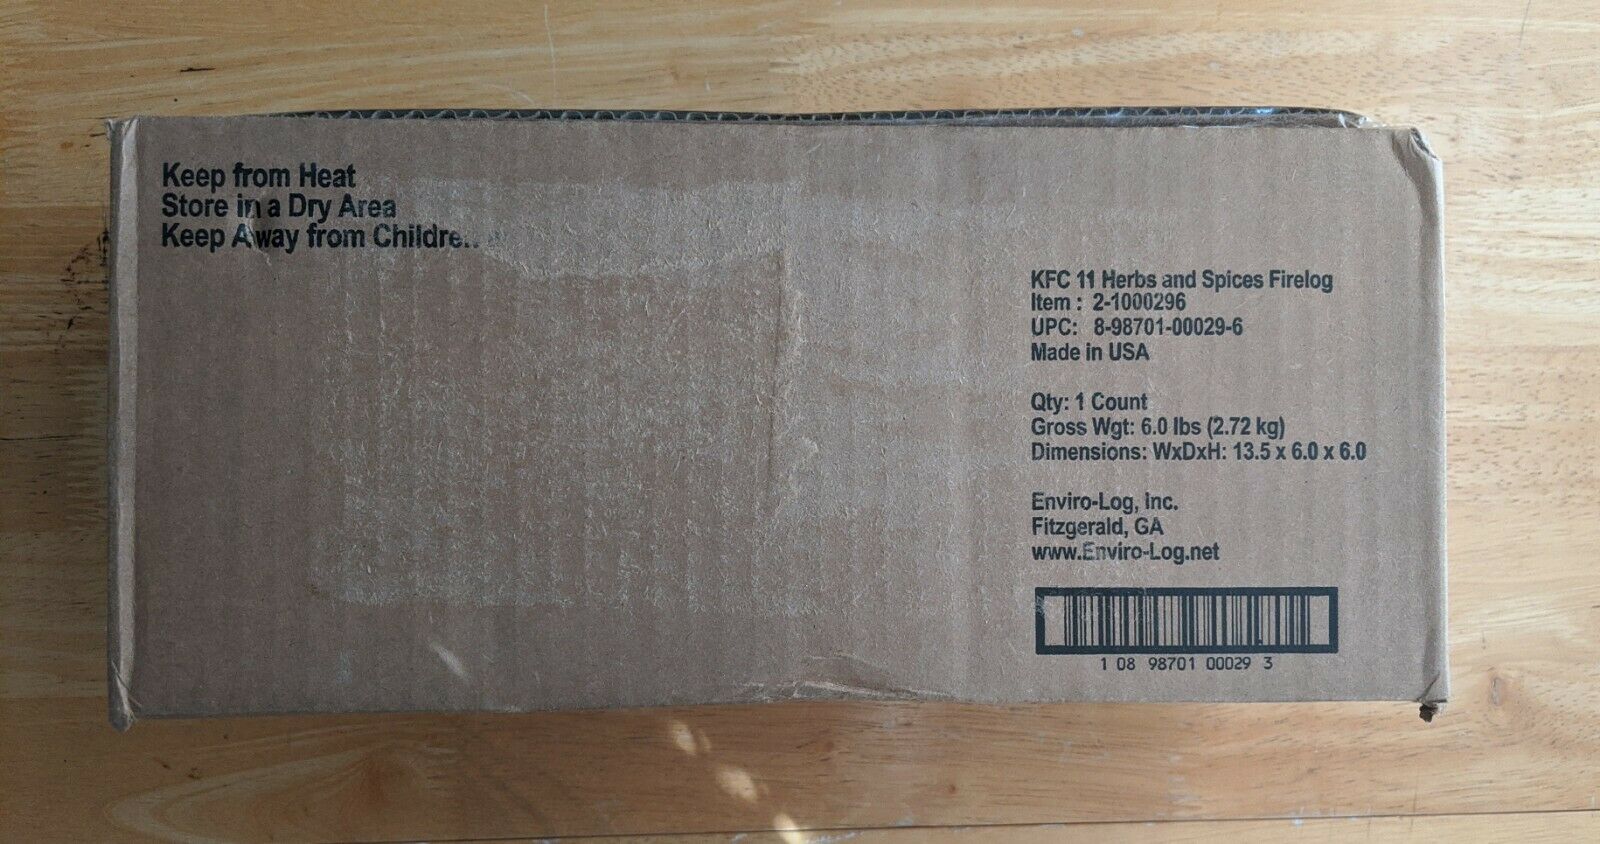 Keep from Heat
Store in a Dry Area
Keep Away from Children
KFC 11 Herbs and Spices Firelog
Item : 2-1000296
UPC: 8-98701-00029-6
Made in USA
Qty: 1 Count
Gross Wgt: 6.0 lbs (2.72 kg)
Dimensions: WxDxH: 13.5 x 6.0 x 6.0
Enviro-Log, Inc.
Fitzgerald, GA
www.Enviro-Log.net
1 08 98701 00029 3